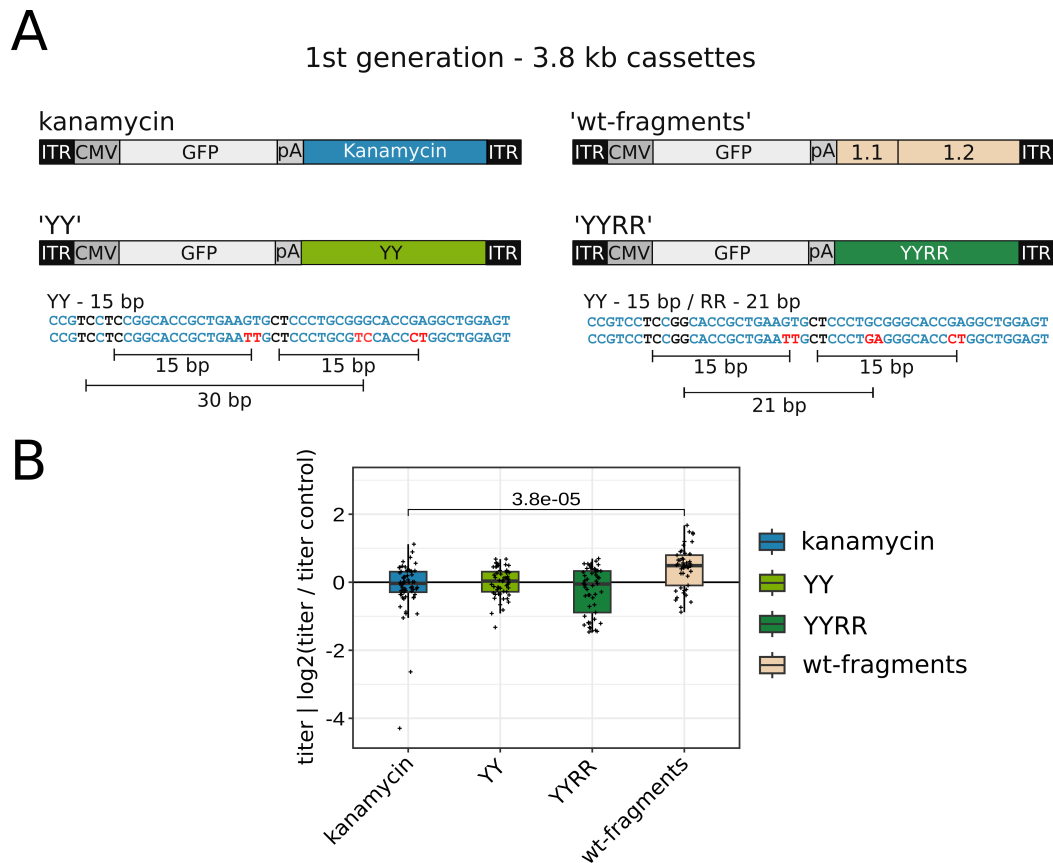 A
1st generation - 3.8 kb cassettes
kanamycin
ITR CMV GFP pA Kanamycin ITR
'wt-fragments'
ITR CMV GFP pA 1.1 1.2 ITR
'YY'
ITR CMV GFP pA YY ITR
'YYRR'
ITR CMV GFP pA YYRR ITR
YY - 15 bp
CCGTCCTCCGGCACCGCTGAAGTGCTCCCTGCGGGCACCGAGGCTGGAGT
CCGTCCTCCGGCACCGCTGAATTGCTCCCTGCGTCCACCCTGGCTGGAGT
15 bp 15 bp
30 bp
YY - 15 bp / RR - 21 bp
CCGTCCTCCGGCACCGCTGAAGTGCTCCCTGCGGGCACCGAGGCTGGAGT
CCGTCCTCCGGCACCGCTGAATTGCTCCCTGAGGGCACCCTGGCTGGAGT
15 bp 15 bp
21 bp
B
titer | log2(titer / titer control)
2
0
-2
-4
3.8e-05
kanamycin
YY
YYRR
wt-fragments
kanamycin
YY
YYRR
wt-fragments